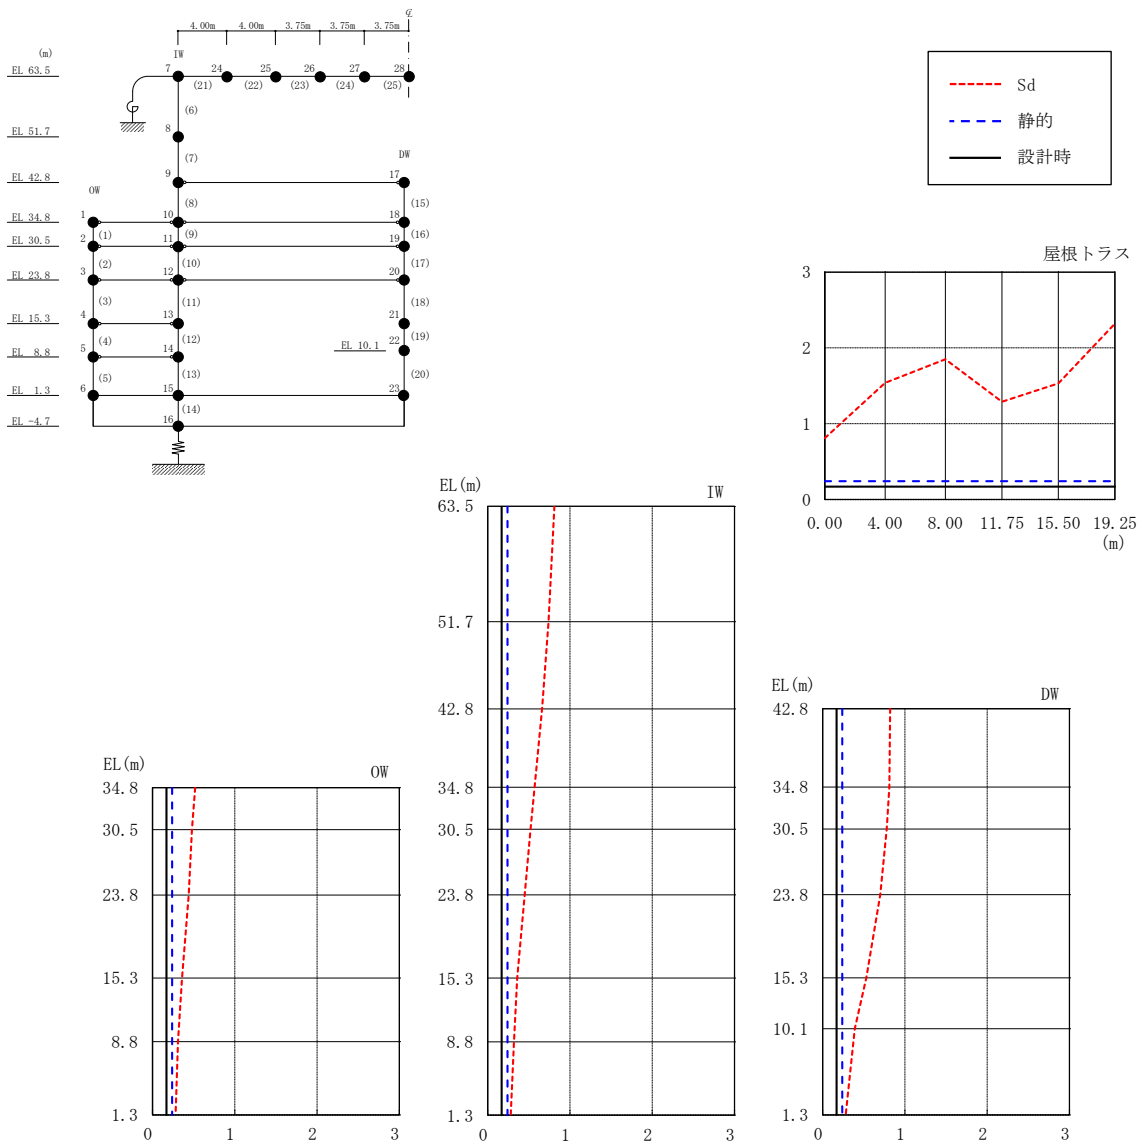 4.00m 4.00m 3.75m 3.75m 3.75m
(m) IW
EL 63.5 7 24 25 26 27 28
(21) (22) (23) (24) (25)
(6)
EL 51.7 8
(7) DW
EL 42.8 9 17
OW (8) (15)
EL 34.8 1 10 18
(1) (9) (16)
EL 30.5 2 11 19
(2) (10) (17)
EL 23.8 3 12 20
(3) (11) (18)
EL 15.3 4 13 21
(4) (12) (19)
EL 10.1 22
EL 8.8 5 14
(5) (13) (20)
EL 1.3 6 15 23
(14)
EL -4.7 16
Sd
静的
設計時
屋根トラス
3
2
1
0
0.00 4.00 8.00 11.75 15.50 19.25
(m)
EL(m) IW
63.5
51.7
42.8
34.8
30.5
23.8
15.3
8.8
1.3
0 1 2 3
EL(m) OW
34.8
30.5
23.8
15.3
8.8
1.3
0 1 2 3
EL(m) DW
42.8
34.8
30.5
23.8
15.3
10.1
1.3
0 1 2 3